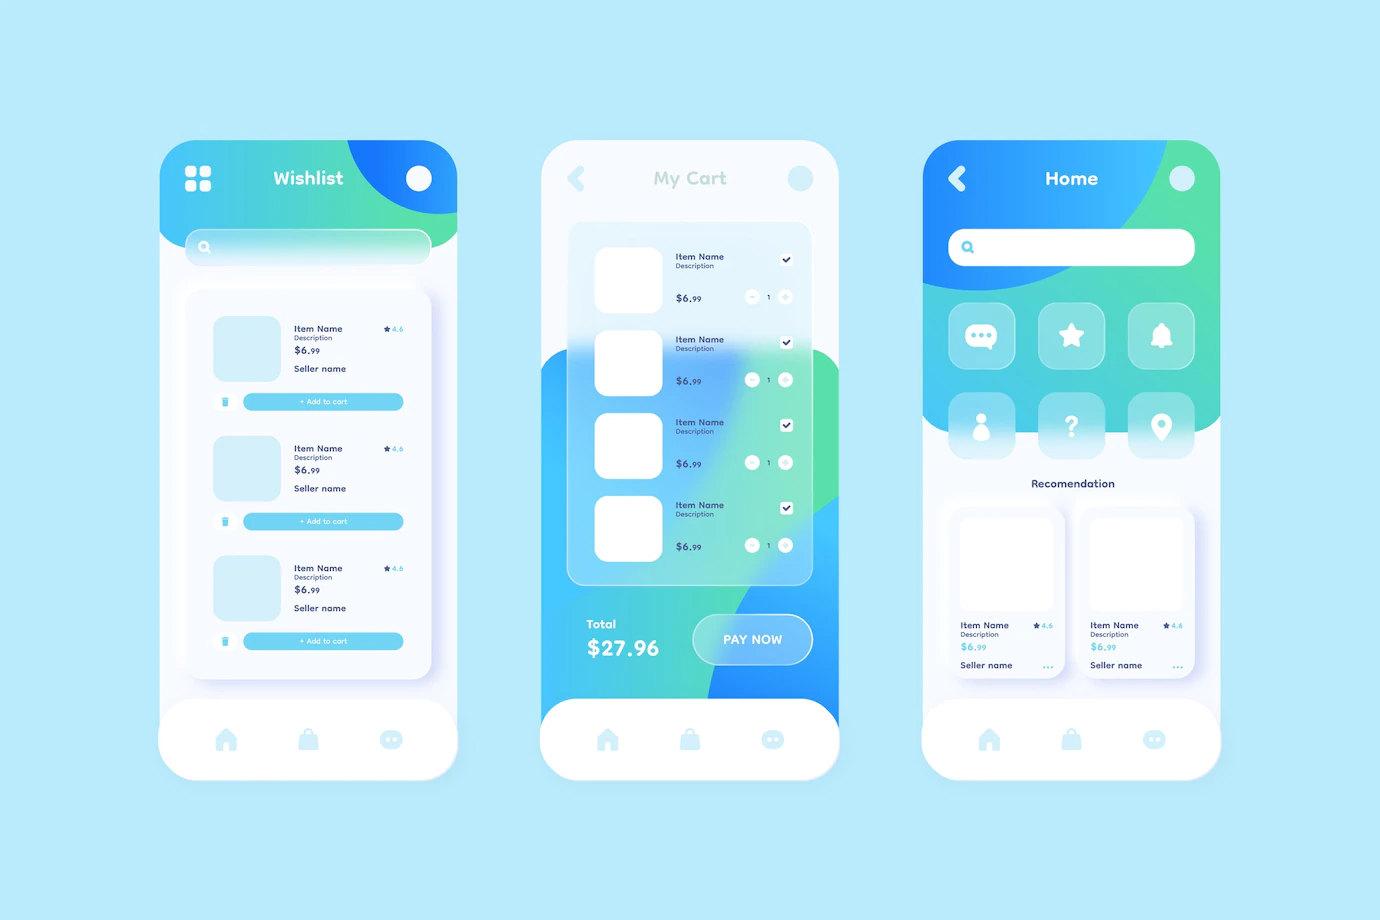 Wishlist
Item Name
4.6
Description
$6.99
Seller name
+ Add to cart
Item Name
4.6
Description
$6.99
Seller name
+ Add to cart
Item Name
4.6
Description
$6.99
Seller name
+ Add to cart
My Cart
Item Name
Description
$6.99
1
Item Name
Description
$6.99
1
Item Name
Description
$6.99
1
Item Name
Description
$6.99
1
Total
$27.96
PAY NOW
Home
?
Recomendation
Item Name
4.6
Description
$6.99
Seller name
Item Name
4.6
Description
$6.99
Seller name